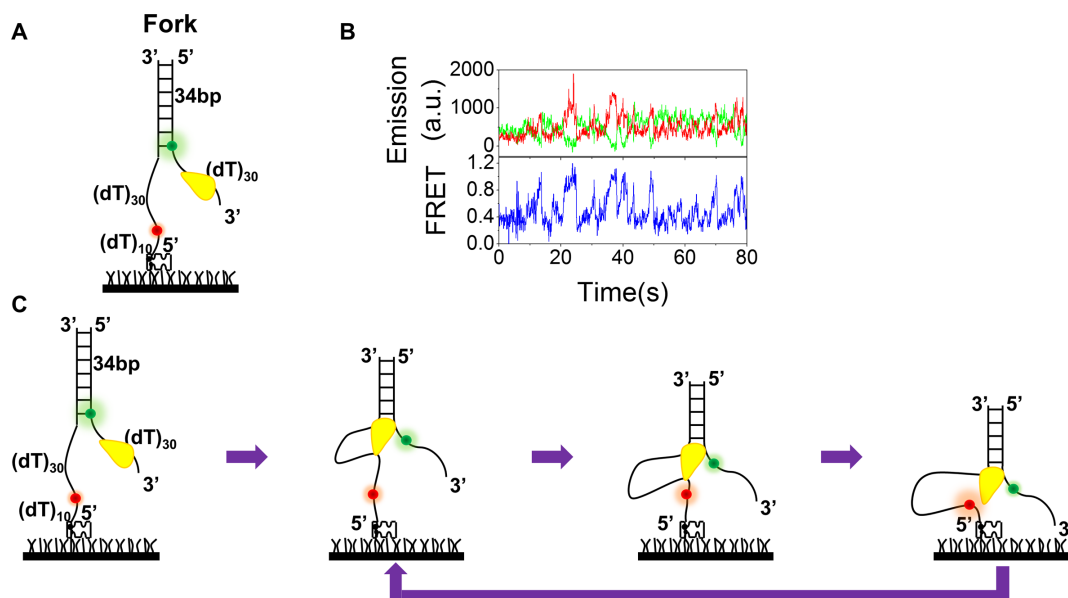 A
Fork
3’ 5’
34bp
(dT)₃₀
(dT)₃₀
3’
(dT)₁₀ 5’
B
Emission
(a.u.)
2000
1000
0
FRET
1.2
0.8
0.4
0.0
0 20 40 60 80
Time(s)
C
3’ 5’
34bp
(dT)₃₀
(dT)₃₀
3’
(dT)₁₀ 5’
3’ 5’
3’
5’
3’ 5’
3’
5’
3’ 5’
5’
3’